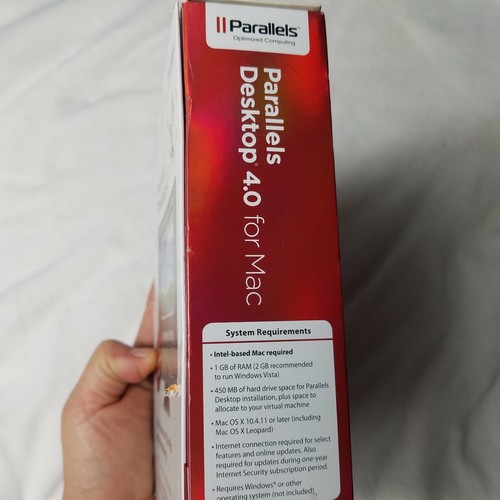 Parallels™
Optimized Computing
Parallels
Desktop® 4.0 for Mac
System Requirements
• Intel-based Mac required
• 1 GB of RAM (2 GB recommended
to run Windows Vista)
• 450 MB of hard drive space for Parallels
Desktop installation, plus space to
allocate to your virtual machine
• Mac OS X 10.4.11 or later (including
Mac OS X Leopard)
• Internet connection required for select
features and online updates. Also
required for updates during one-year
Internet Security subscription period.
• Requires Windows® or other
operating system (not included)